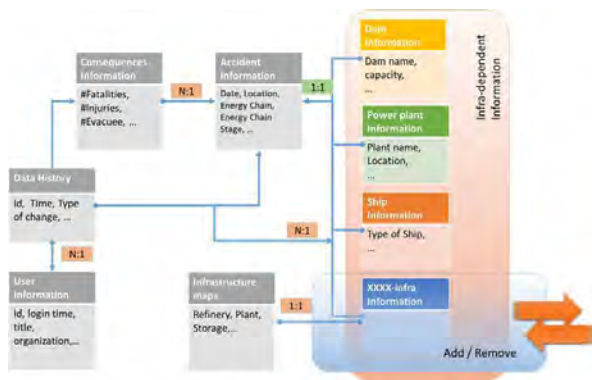 Consequences
Information
#Fatalities,
#Injuries,
#Evacuee, ...
N:1
Accident
Information
Date, Location,
Energy Chain,
Energy Chain
Stage, ...
1:1
Dam
Information
Dam name,
capacity,
...
Infra-dependent
Information
Power plant
Information
Plant name,
Location,
...
Data History
Id, Time, Type
of change, ...
N:1
Ship
Information
Type of Ship,
...
N:1
User
Information
Id, login time,
title,
organization,...
Infrastructure
maps
Refinery, Plant,
Storage,...
1:1
XXXX-infra
Information
Add / Remove